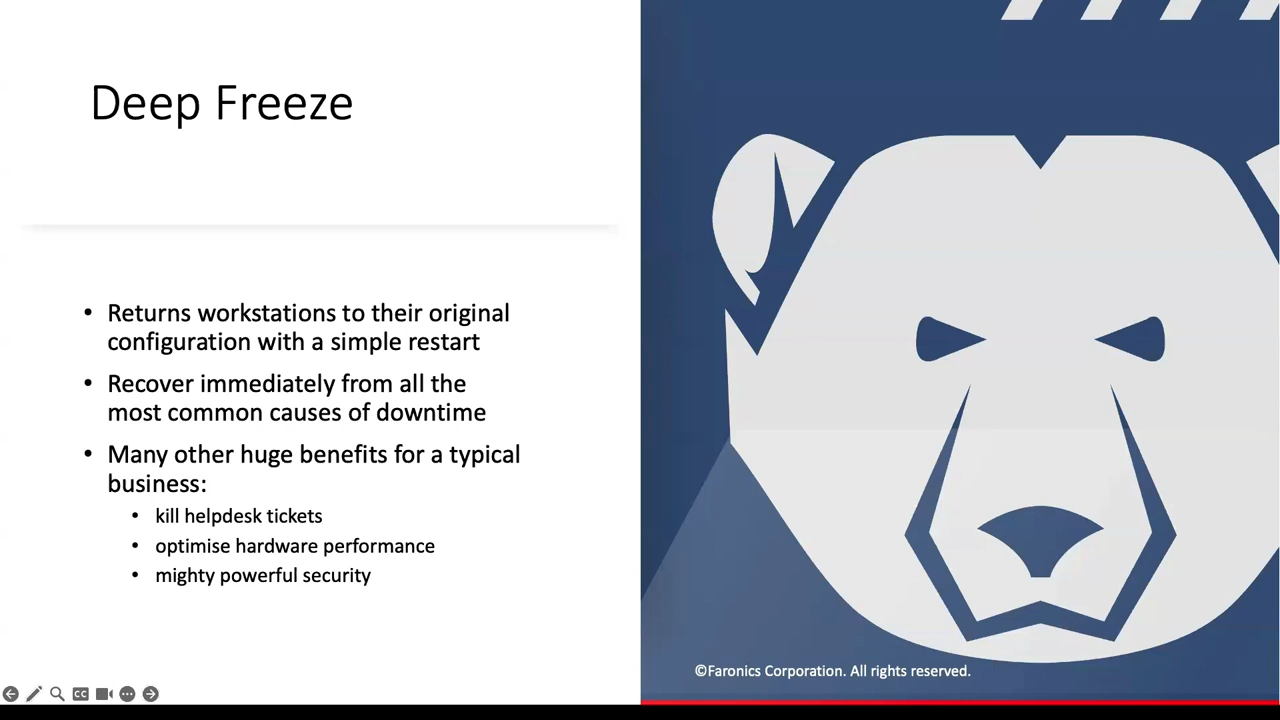 Deep Freeze
• Returns workstations to their original
configuration with a simple restart
• Recover immediately from all the
most common causes of downtime
• Many other huge benefits for a typical
business:
• kill helpdesk tickets
• optimise hardware performance
• mighty powerful security
©Faronics Corporation. All rights reserved.
CC